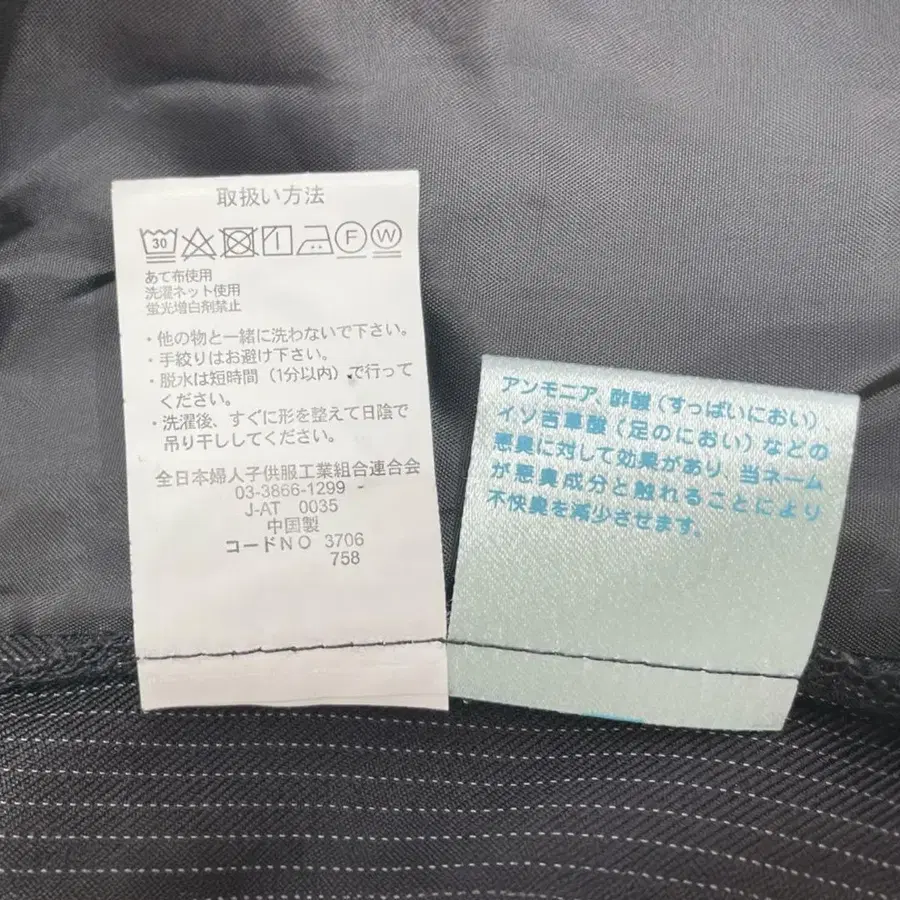 取扱い方法
30 F W
あて布使用
洗濯ネット使用
蛍光増白剤禁止
・他の物と一緒に洗わないで下さい。
・手絞りはお避け下さい。
・脱水は短時間（1分以内）で行って
ください。
・洗濯後、すぐに形を整えて日陰で
吊り干ししてください。
全日本婦人子供服工業組合連合会
03-3866-1299
J-AT 0035
中国製
コードNO 3706
758
アンモニア、酢酸（すっぱいにおい）、
イソ吉草酸（足のにおい）などの
悪臭に対して効果があり、当ネーム
が悪臭成分と触れることにより
不快臭を減少させます。